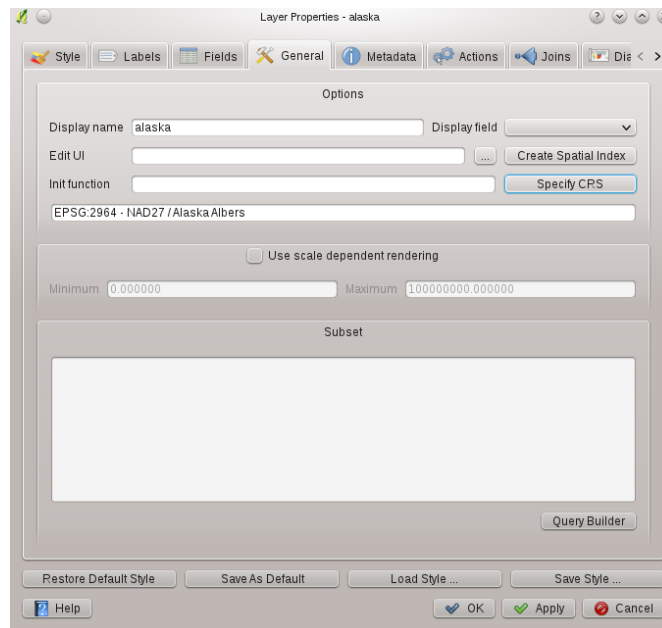 Layer Properties - alaska
Style Labels Fields General Metadata Actions Joins Dia
Options
Display name alaska Display field
Edit UI ... Create Spatial Index
Init function Specify CRS
EPSG:2964 - NAD27 / Alaska Albers
Use scale dependent rendering
Minimum 0.000000 Maximum 100000000.000000
Subset
Query Builder
Restore Default Style Save As Default Load Style ... Save Style ...
Help OK Apply Cancel